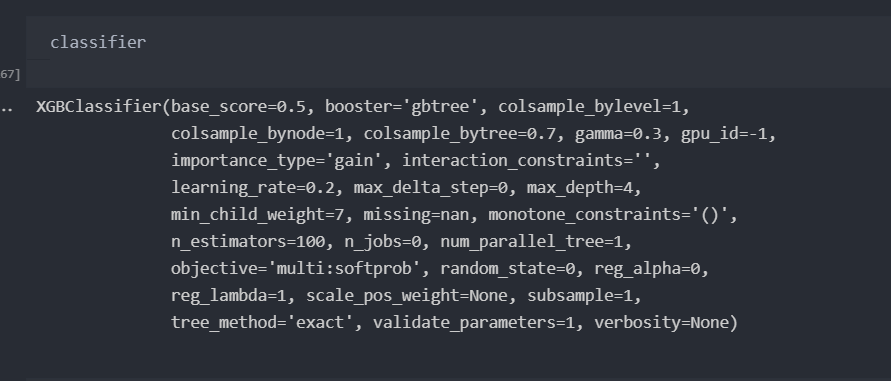 classifier
67]
..
XGBClassifier(base_score=0.5, booster='gbtree', colsample_bylevel=1,
colsample_bynode=1, colsample_bytree=0.7, gamma=0.3, gpu_id=-1,
importance_type='gain', interaction_constraints='',
learning_rate=0.2, max_delta_step=0, max_depth=4,
min_child_weight=7, missing=nan, monotone_constraints='()',
n_estimators=100, n_jobs=0, num_parallel_tree=1,
objective='multi:softprob', random_state=0, reg_alpha=0,
reg_lambda=1, scale_pos_weight=None, subsample=1,
tree_method='exact', validate_parameters=1, verbosity=None)